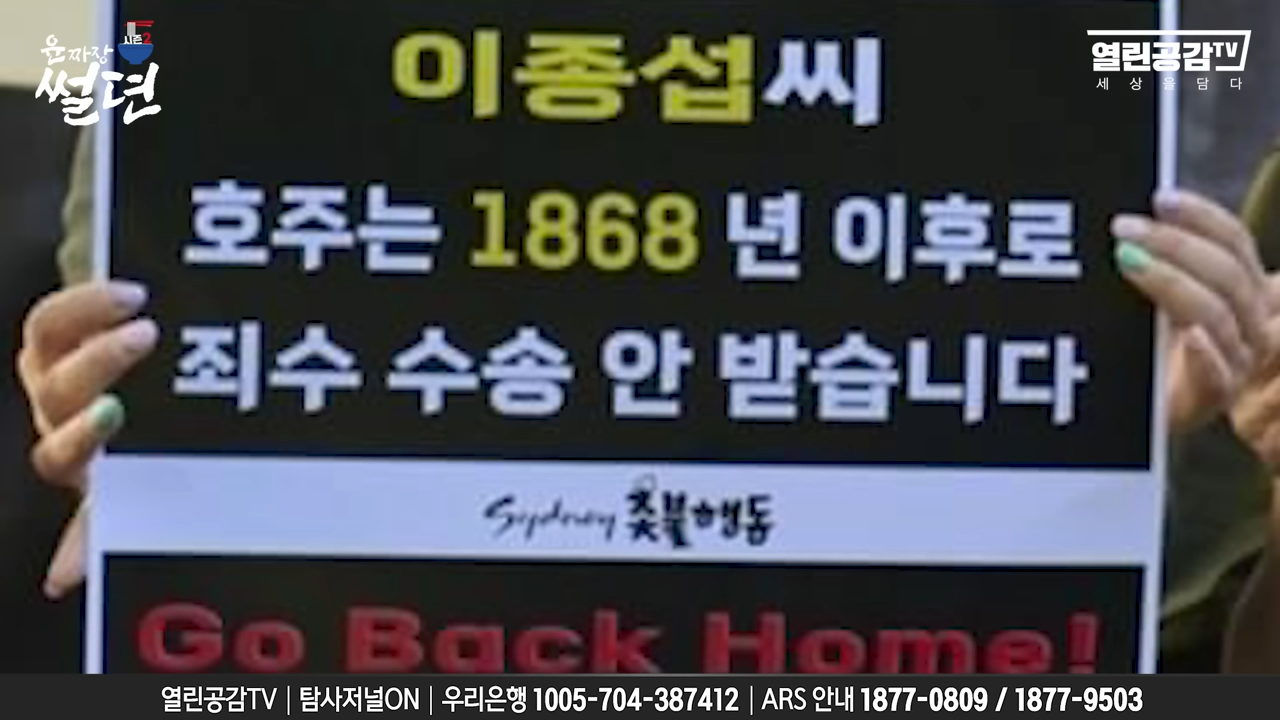 윤짜장
시즌2
썰뎐
열린공감TV
세상을담다
이종섭씨
호주는 1868 년 이후로
죄수 수송 안 받습니다
Sydney 촛불행동
Go Back Home!
열린공감TV | 탐사저널ON | 우리은행 1005-704-387412 | ARS 안내 1877-0809 / 1877-9503